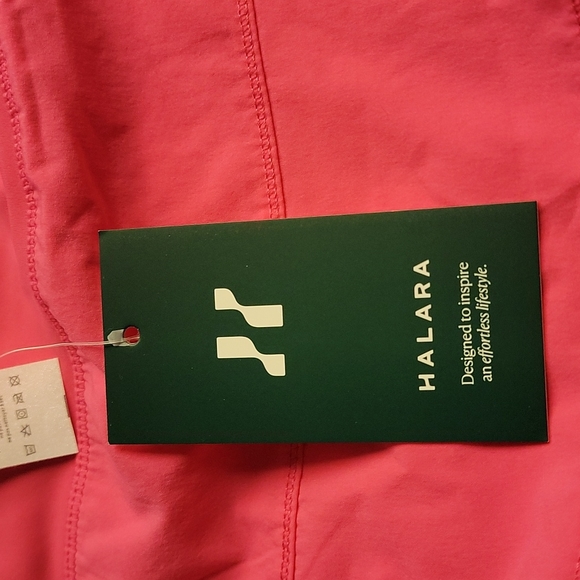 HALARA
Designed to inspire
an effortless lifestyle.